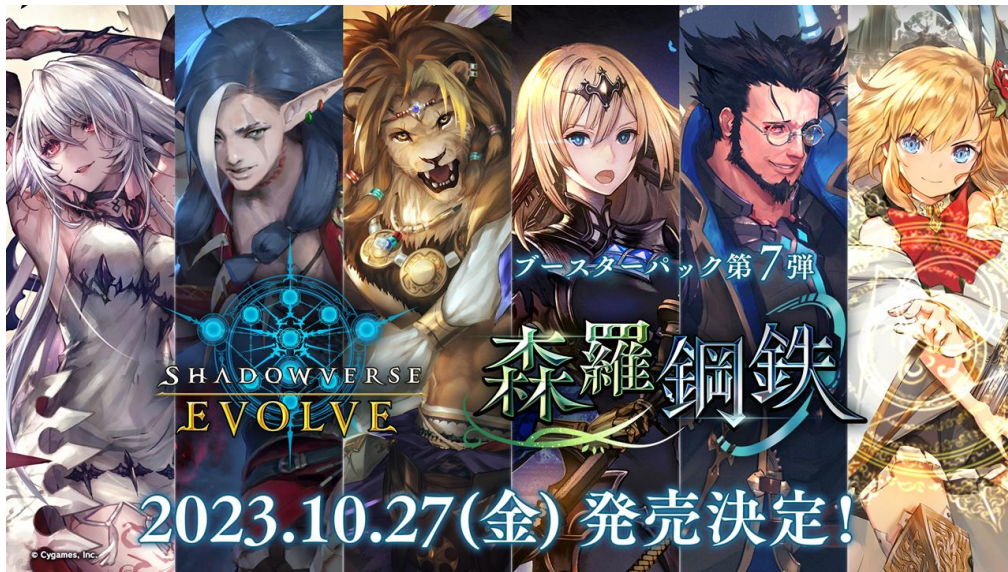 ブースターパック第7弾
SHADOWVERSE
EVOLVE
森羅鋼鉄
2023.10.27(金) 発売決定!
© Cygames, Inc.